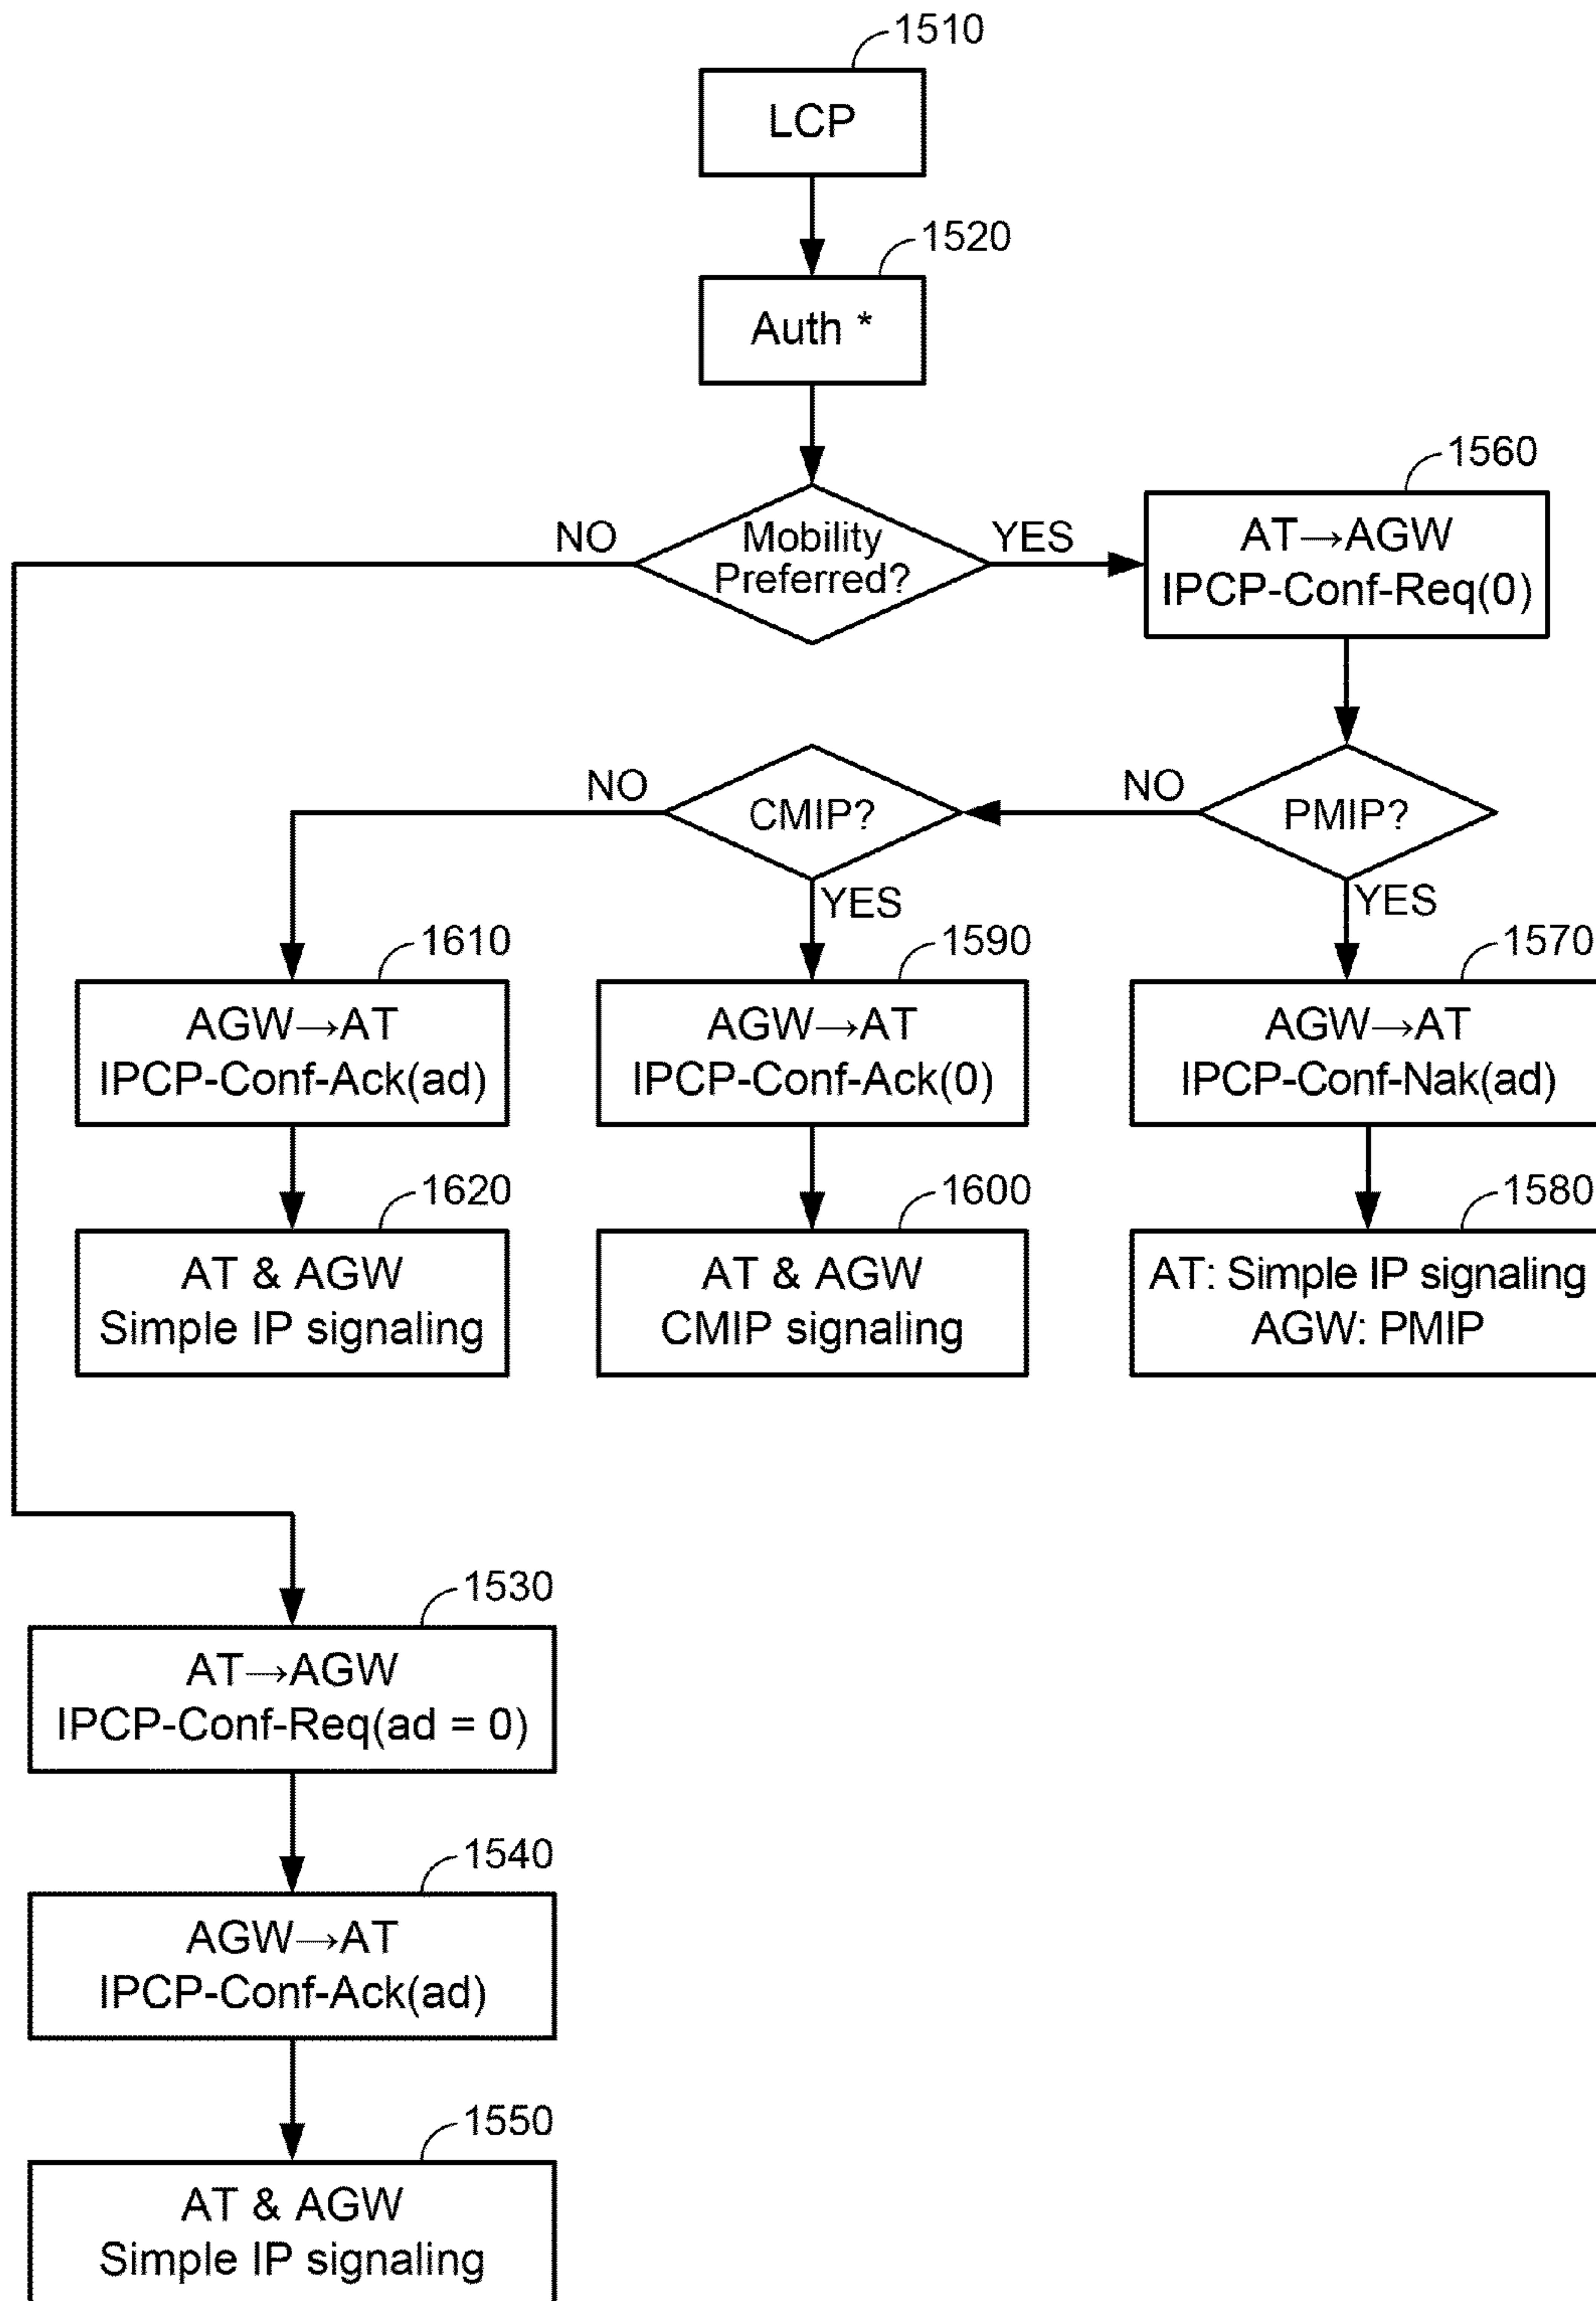 1510
LCP
1520
Auth *
1560
NO
Mobility
Preferred?
YES
AT→AGW
IPCP-Conf-Req(0)
NO
CMIP?
NO
PMIP?
YES
YES
1610
1590
1570
AGW→AT
IPCP-Conf-Ack(ad)
AGW→AT
IPCP-Conf-Ack(0)
AGW→AT
IPCP-Conf-Nak(ad)
1620
1600
1580
AT & AGW
Simple IP signaling
AT & AGW
CMIP signaling
AT: Simple IP signaling
AGW: PMIP
1530
AT→AGW
IPCP-Conf-Req(ad = 0)
1540
AGW→AT
IPCP-Conf-Ack(ad)
1550
AT & AGW
Simple IP signaling